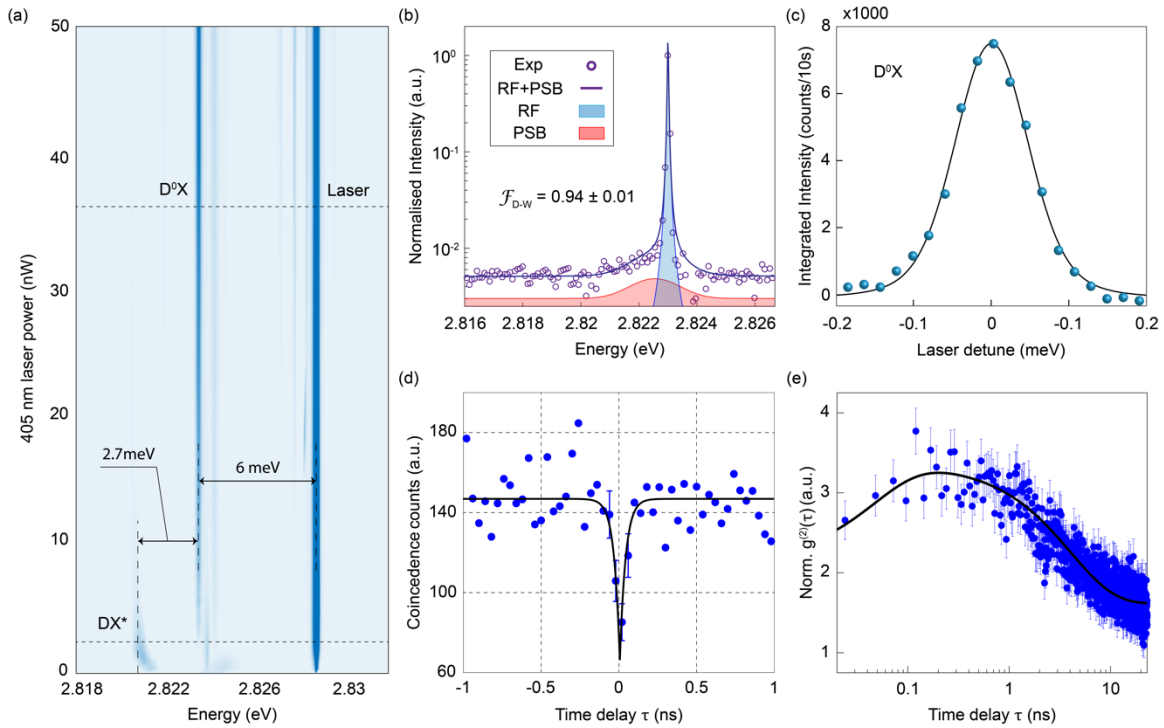 (a)
50
40
30
20
10
0
405 nm laser power (nW)
D⁰X
Laser
2.7meV
6 meV
DX*
2.818
2.822
2.826
2.83
Energy (eV)
(b)
10⁰
10⁻²
Normalised Intensity (a.u.)
Exp
RF+PSB
RF
PSB
ℱD-W = 0.94 ± 0.01
2.816
2.82
2.822
2.824
2.826
Energy (eV)
(c)
x1000
D⁰X
8
6
4
2
0
Integrated Intensity (counts/10s)
-0.2
-0.1
0
-0.1
0.2
Laser detune (meV)
(d)
180
140
100
60
Coincedence counts (a.u.)
-1
-0.5
0
0.5
1
Time delay τ (ns)
(e)
4
3
2
1
Norm. g⁽²⁾(τ) (a.u.)
0.1
1
10
Time delay τ (ns)